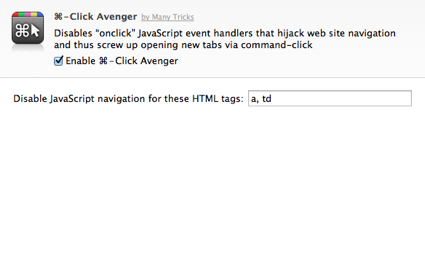 ⌘-Click Avenger by Many Tricks
Disables “onclick” JavaScript event handlers that hijack web site navigation
and thus screw up opening new tabs via command-click
Enable ⌘-Click Avenger
Disable JavaScript navigation for these HTML tags: a, td